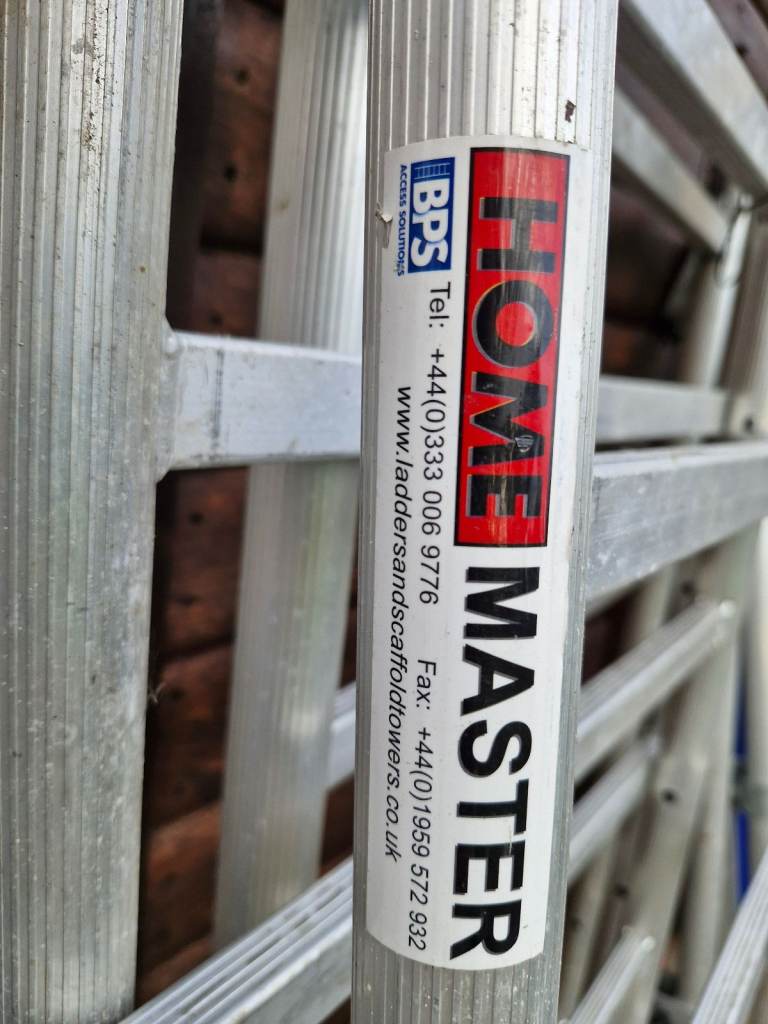 HOME MASTER
BPS
ACCESS SOLUTIONS
Tel: +44(0)333 006 9776 Fax: +44(0)1959 572 932
www.laddersandscaffoldtowers.co.uk